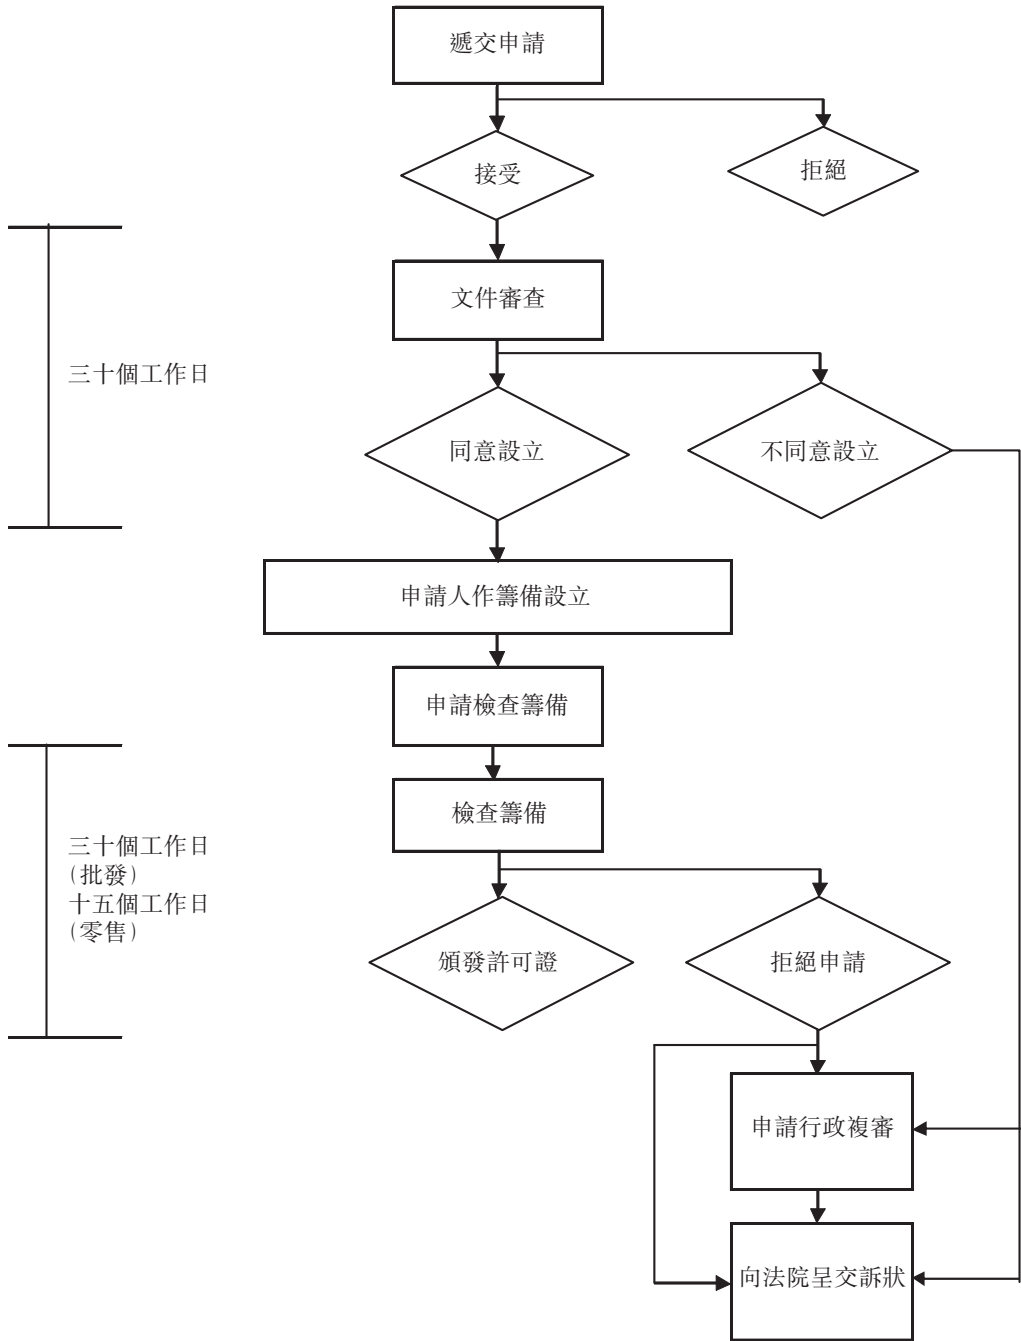 遞交申請
接受
拒絕
文件審查
三十個工作日
同意設立
不同意設立
申請人作籌備設立
申請檢查籌備
檢查籌備
三十個工作日
(批發)
十五個工作日
(零售)
頒發許可證
拒絕申請
申請行政複審
向法院呈交訴狀